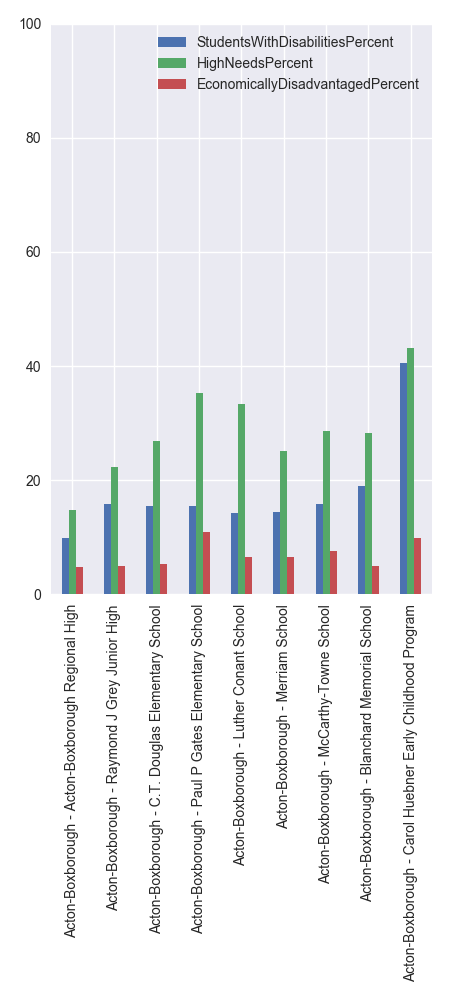 100
80
60
40
20
0
StudentsWithDisabilitiesPercent
HighNeedsPercent
EconomicallyDisadvantagedPercent
Acton-Boxborough - Acton-Boxborough Regional High
Acton-Boxborough - Raymond J Grey Junior High
Acton-Boxborough - C.T. Douglas Elementary School
Acton-Boxborough - Paul P Gates Elementary School
Acton-Boxborough - Luther Conant School
Acton-Boxborough - Merriam School
Acton-Boxborough - McCarthy-Towne School
Acton-Boxborough - Blanchard Memorial School
Acton-Boxborough - Carol Huebner Early Childhood Program